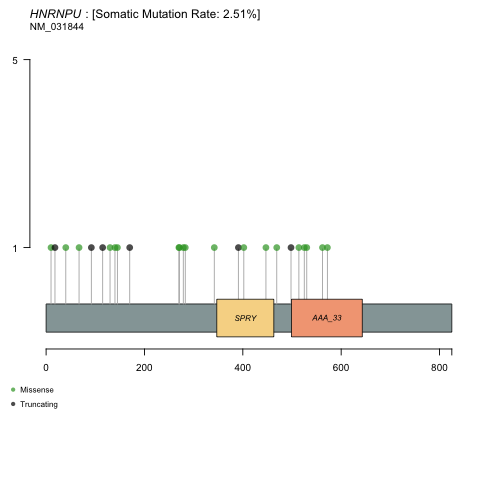 HNRNPU : [Somatic Mutation Rate: 2.51%]
NM_031844
5
1
SPRY
AAA_33
0 200 400 600 800
Missense
Truncating